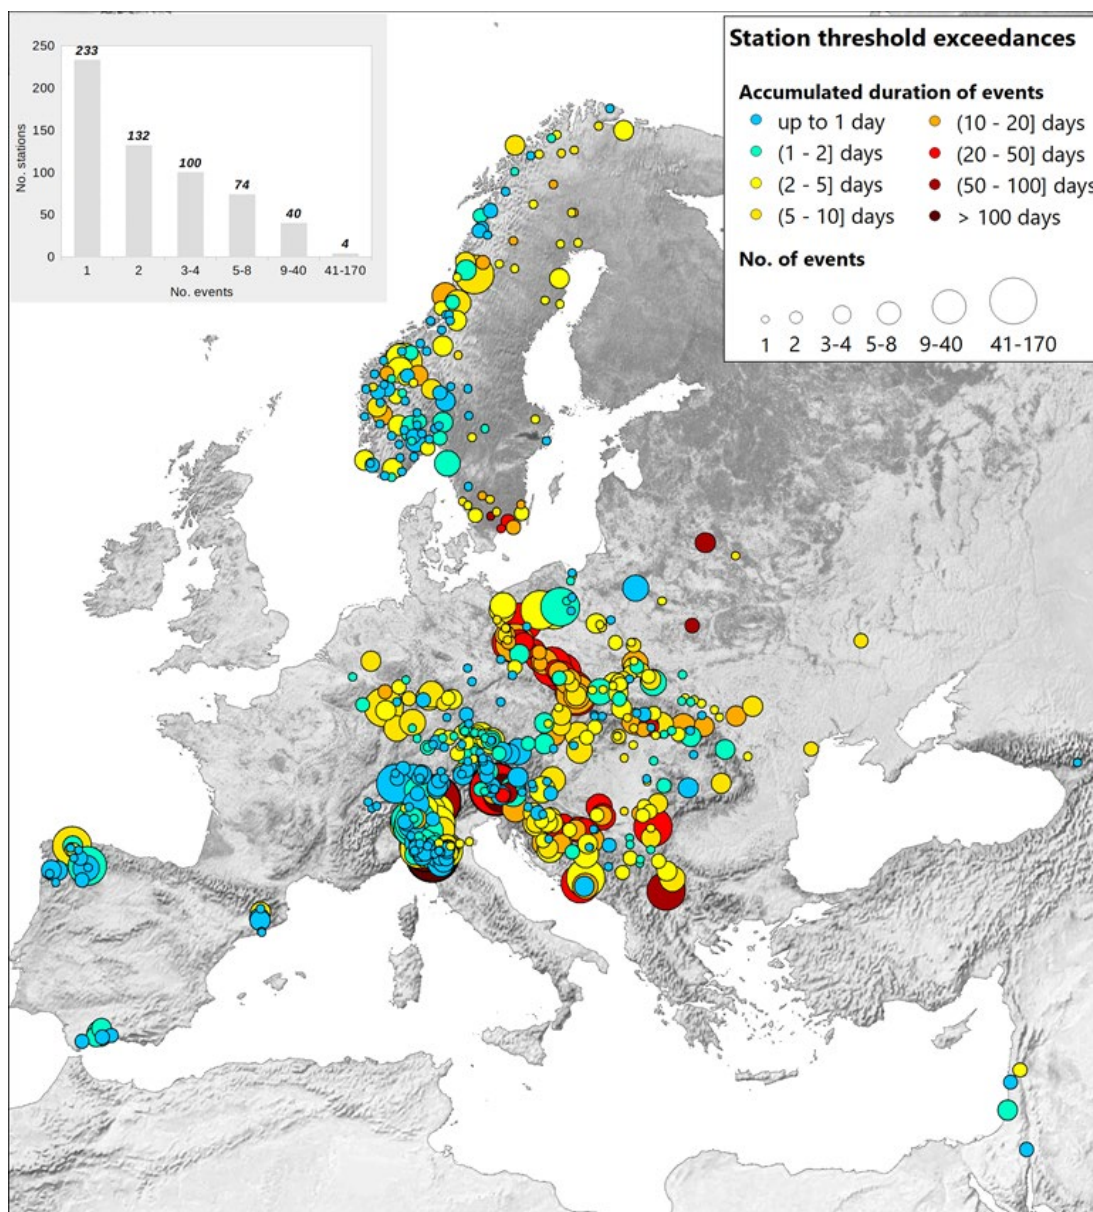 250
200
150
100
50
0
No. stations
233
132
100
74
40
4
1 2 3-4 5-8 9-40 41-170
No. events
Station threshold exceedances
Accumulated duration of events
up to 1 day
(1 - 2] days
(2 - 5] days
(5 - 10] days
(10 - 20] days
(20 - 50] days
(50 - 100] days
> 100 days
No. of events
1 2 3-4 5-8 9-40 41-170